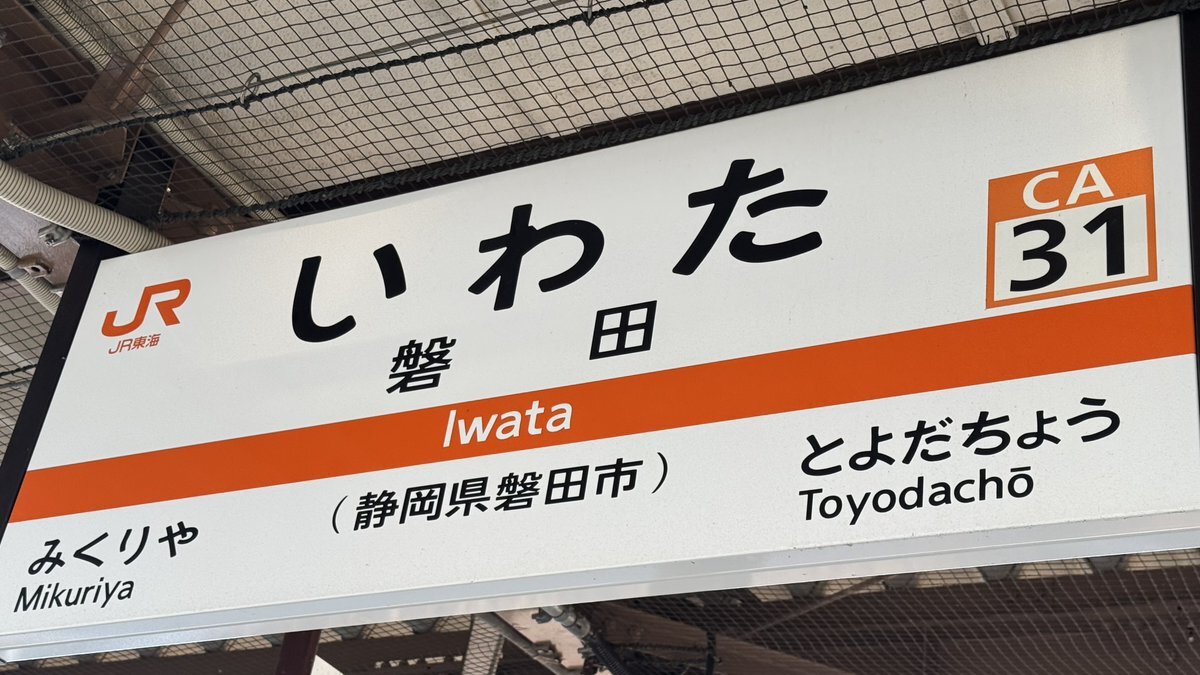 JR
JR東海
いわた
CA
31
磐田
Iwata
(静岡県磐田市)
みくりや
Mikuriya
とよだちょう
Toyodachō